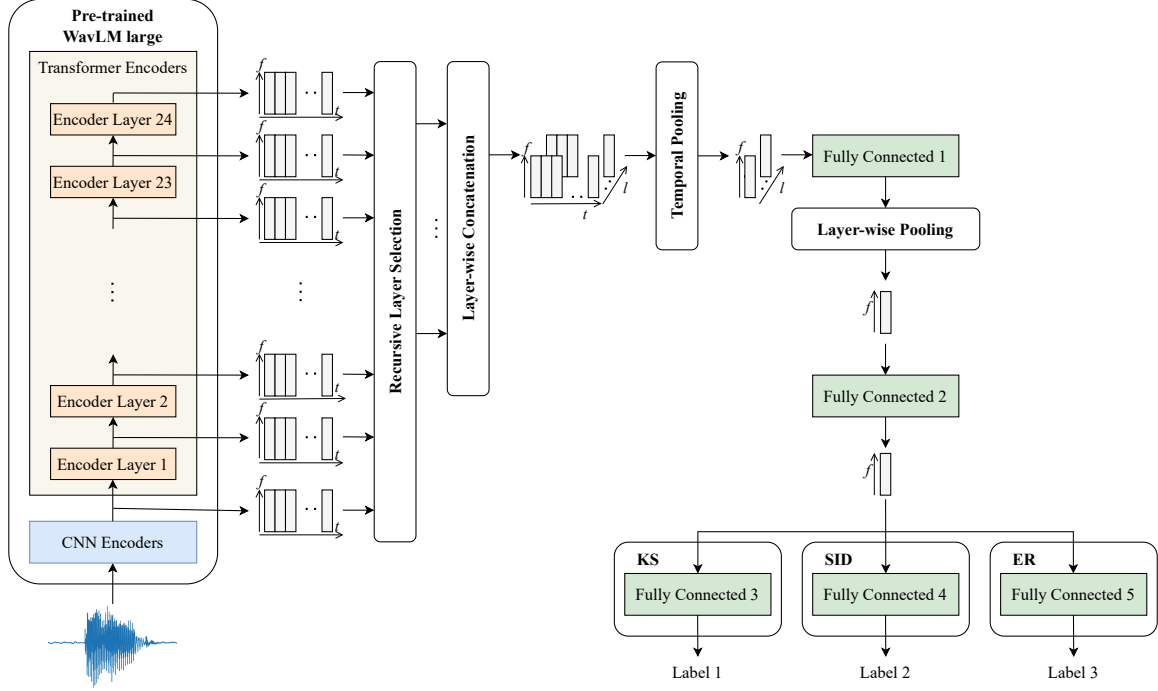 Pre-trained
WavLM large
Transformer Encoders
Encoder Layer 24
Encoder Layer 23
⋮
Encoder Layer 2
Encoder Layer 1
CNN Encoders
f
t
f
t
f
t
⋮
f
t
f
t
f
t
Recursive Layer Selection
⋮
Layer-wise Concatenation
f
t
l
Temporal Pooling
f
l
Fully Connected 1
Layer-wise Pooling
f
Fully Connected 2
f
KS
Fully Connected 3
Label 1
SID
Fully Connected 4
Label 2
ER
Fully Connected 5
Label 3